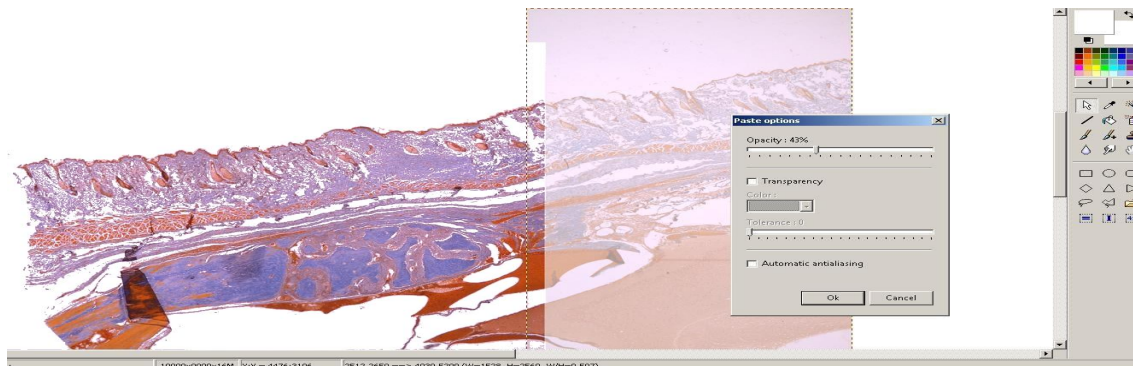 Paste options
Opacity : 43%
Transparency
Color :
Tolerance : 0
Automatic antialiasing
Ok
Cancel